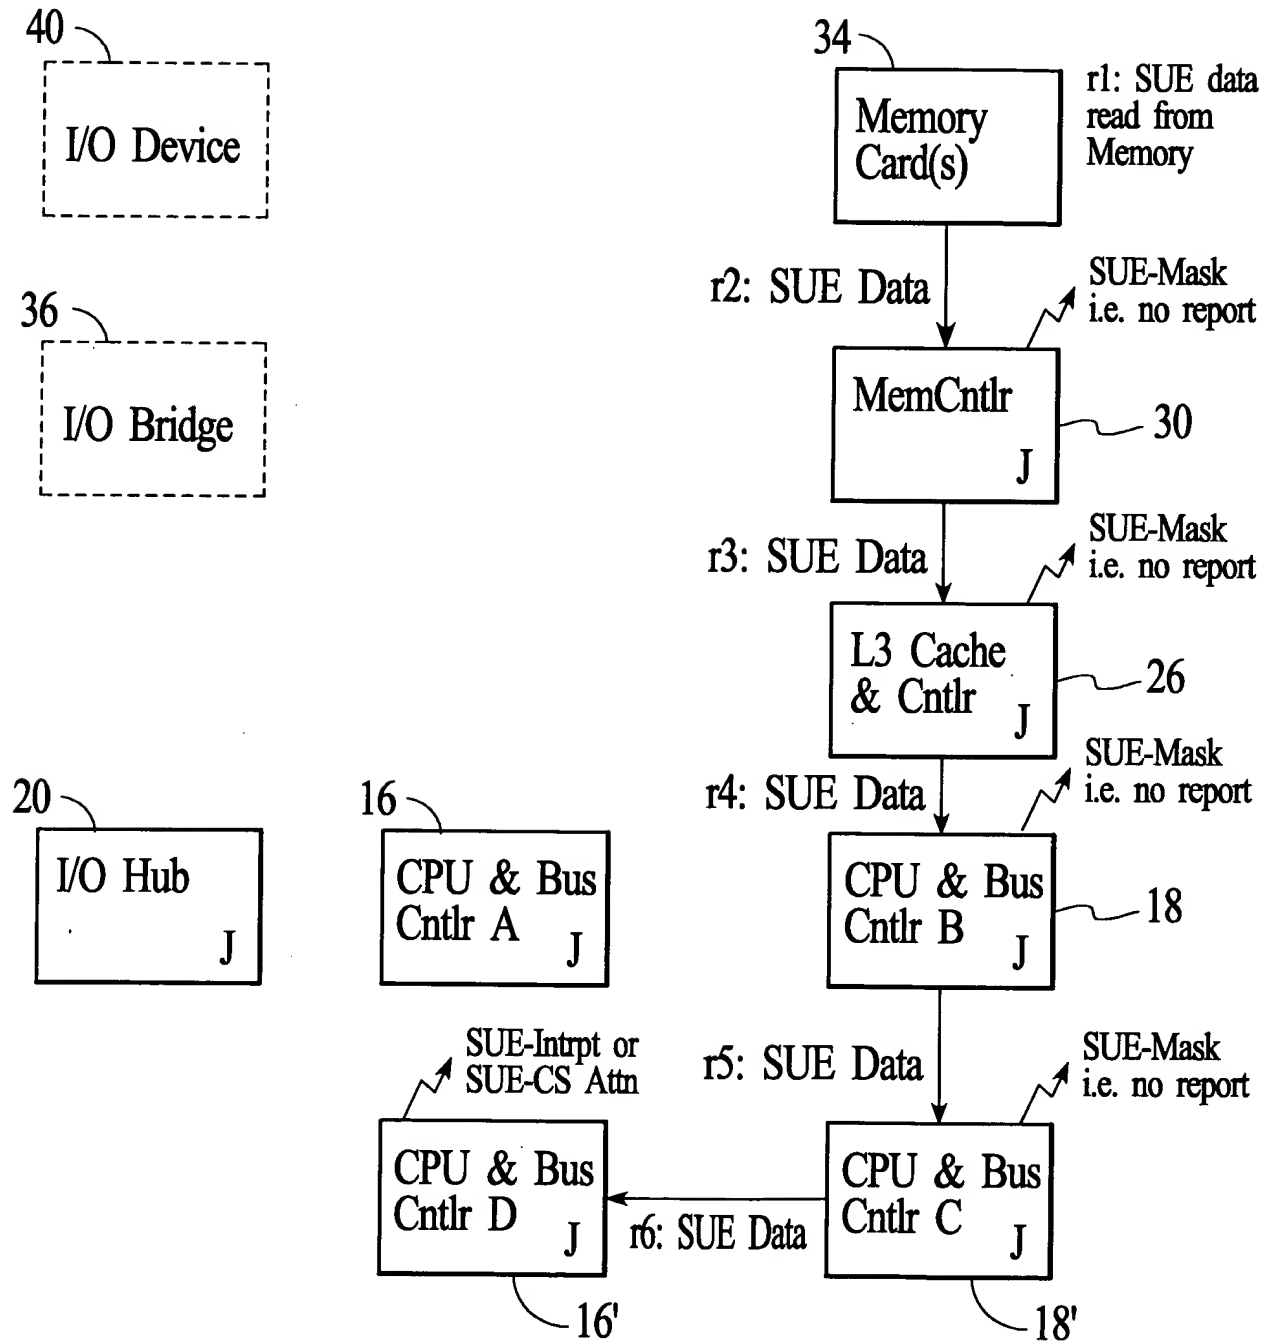 40
I/O Device
34
Memory
Card(s)
r1: SUE data
read from
Memory
r2: SUE Data
SUE-Mask
i.e. no report
36
I/O Bridge
MemCntlr
J
30
r3: SUE Data
SUE-Mask
i.e. no report
L3 Cache
& Cntlr
J
26
r4: SUE Data
SUE-Mask
i.e. no report
20
I/O Hub
J
16
CPU & Bus
Cntlr A
J
CPU & Bus
Cntlr B
J
18
r5: SUE Data
SUE-Mask
i.e. no report
SUE-Intrpt or
SUE-CS Attn
CPU & Bus
Cntlr D
J
16'
r6: SUE Data
CPU & Bus
Cntlr C
J
18'